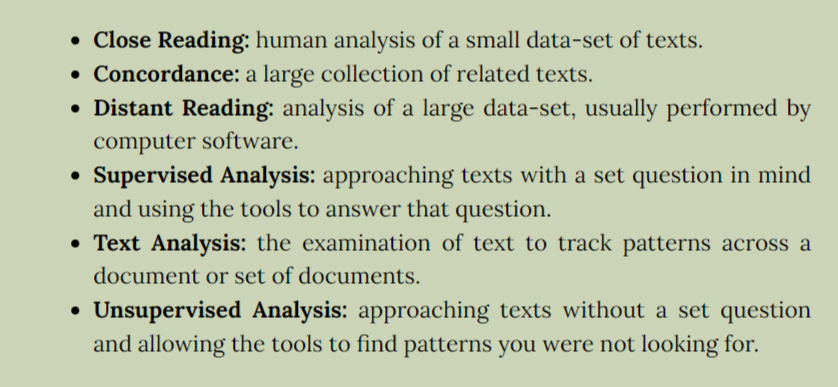 • Close Reading: human analysis of a small data-set of texts.
• Concordance: a large collection of related texts.
• Distant Reading: analysis of a large data-set, usually performed by
computer software.
• Supervised Analysis: approaching texts with a set question in mind
and using the tools to answer that question.
• Text Analysis: the examination of text to track patterns across a
document or set of documents.
• Unsupervised Analysis: approaching texts without a set question
and allowing the tools to find patterns you were not looking for.